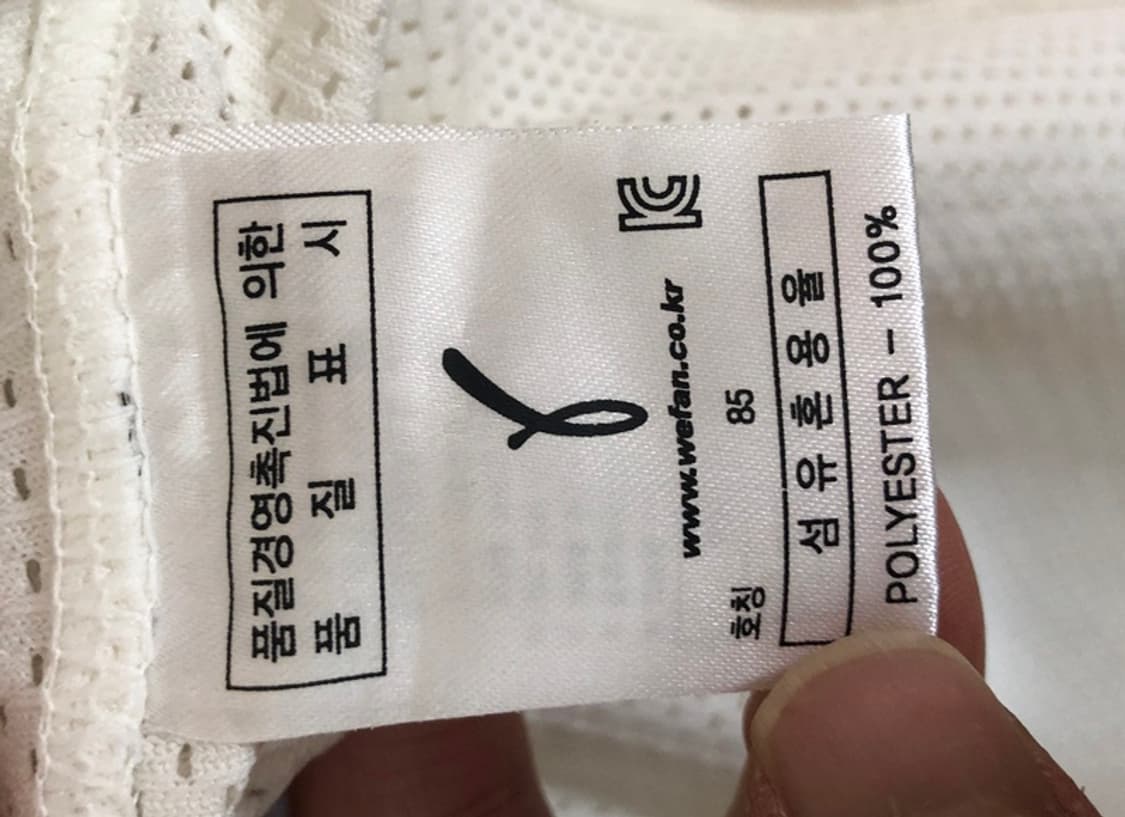 품질경영촉진법에 의한
품 질 표 시
KC
www.wefan.co.kr
호칭 85
섬 유 혼 용 율
POLYESTER - 100%